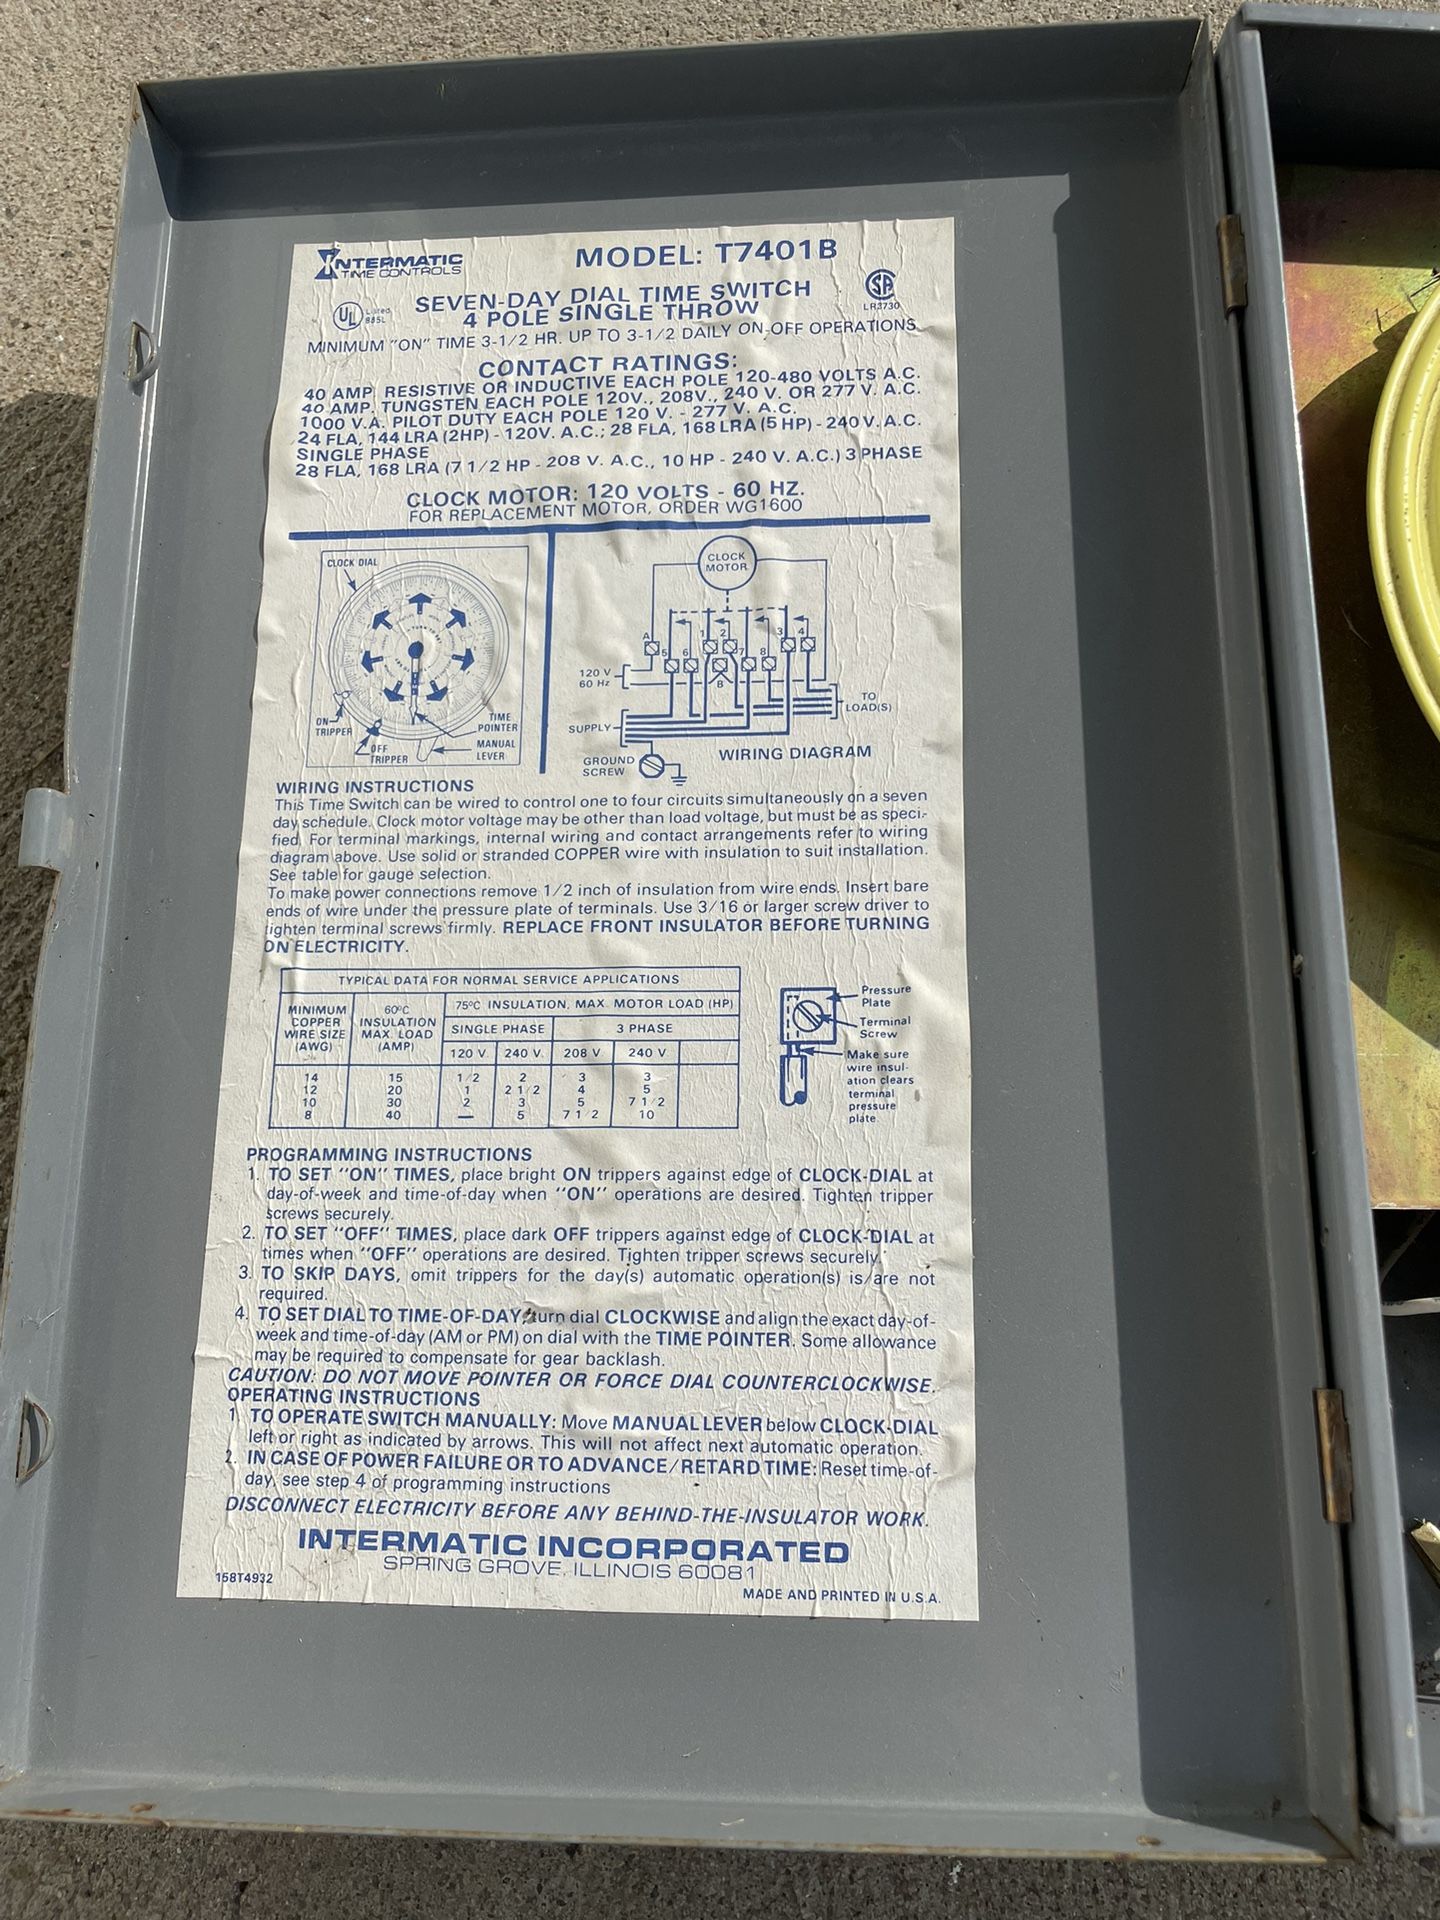 INTERMATIC
TIME CONTROLS
MODEL: T7401B
UL Listed
885L
SEVEN-DAY DIAL TIME SWITCH
4 POLE SINGLE THROW
SA
LR3730
MINIMUM "ON" TIME 3-1/2 HR. UP TO 3-1/2 DAILY ON-OFF OPERATIONS
CONTACT RATINGS:
40 AMP. RESISTIVE OR INDUCTIVE EACH POLE 120-480 VOLTS A.C.
40 AMP. TUNGSTEN EACH POLE 120V., 208V., 240 V. OR 277 V. A.C.
1000 V.A. PILOT DUTY EACH POLE 120 V. - 277 V. A.C.
24 FLA, 144 LRA (2HP) - 120V. A.C.; 28 FLA, 168 LRA (5 HP) - 240 V. A.C.
SINGLE PHASE
28 FLA, 168 LRA (7 1/2 HP - 208 V. A.C., 10 HP - 240 V. A.C.) 3 PHASE
CLOCK MOTOR: 120 VOLTS - 60 HZ.
FOR REPLACEMENT MOTOR, ORDER WG1600
CLOCK DIAL
ON TRIPPER
OFF TRIPPER
TIME POINTER
MANUAL LEVER
CLOCK MOTOR
A 5 6 1 2 B 7 8 3 4
120 V
60 Hz
SUPPLY
TO LOAD(S)
GROUND SCREW
WIRING DIAGRAM
WIRING INSTRUCTIONS
This Time Switch can be wired to control one to four circuits simultaneously on a seven
day schedule. Clock motor voltage may be other than load voltage, but must be as speci-
fied. For terminal markings, internal wiring and contact arrangements refer to wiring
diagram above. Use solid or stranded COPPER wire with insulation to suit installation.
See table for gauge selection.
To make power connections remove 1/2 inch of insulation from wire ends. Insert bare
ends of wire under the pressure plate of terminals. Use 3/16 or larger screw driver to
tighten terminal screws firmly. REPLACE FRONT INSULATOR BEFORE TURNING
ON ELECTRICITY.
TYPICAL DATA FOR NORMAL SERVICE APPLICATIONS
MINIMUM COPPER WIRE SIZE (AWG)
60°C INSULATION MAX. LOAD (AMP)
75°C INSULATION, MAX. MOTOR LOAD (HP)
SINGLE PHASE 3 PHASE
120 V. 240 V. 208 V 240 V
14 15 1/2 2 3 3
12 20 1 2 1/2 4 5
10 30 2 3 5 7 1/2
8 40 — 5 7 1/2 10
Pressure Plate
Terminal Screw
Make sure
wire insul-
ation clears
terminal
pressure
plate.
PROGRAMMING INSTRUCTIONS
1. TO SET "ON" TIMES, place bright ON trippers against edge of CLOCK-DIAL at
day-of-week and time-of-day when "ON" operations are desired. Tighten tripper
screws securely.
2. TO SET "OFF" TIMES, place dark OFF trippers against edge of CLOCK-DIAL at
times when "OFF" operations are desired. Tighten tripper screws securely.
3. TO SKIP DAYS, omit trippers for the day(s) automatic operation(s) is/are not
required.
4. TO SET DIAL TO TIME-OF-DAY, turn dial CLOCKWISE and align the exact day-of-
week and time-of-day (AM or PM) on dial with the TIME POINTER. Some allowance
may be required to compensate for gear backlash.
CAUTION: DO NOT MOVE POINTER OR FORCE DIAL COUNTERCLOCKWISE.
OPERATING INSTRUCTIONS
1. TO OPERATE SWITCH MANUALLY: Move MANUAL LEVER below CLOCK-DIAL
left or right as indicated by arrows. This will not affect next automatic operation.
2. IN CASE OF POWER FAILURE OR TO ADVANCE/RETARD TIME: Reset time-of-
day, see step 4 of programming instructions
DISCONNECT ELECTRICITY BEFORE ANY BEHIND-THE-INSULATOR WORK.
INTERMATIC INCORPORATED
SPRING GROVE, ILLINOIS 60081
158T4932
MADE AND PRINTED IN U.S.A.